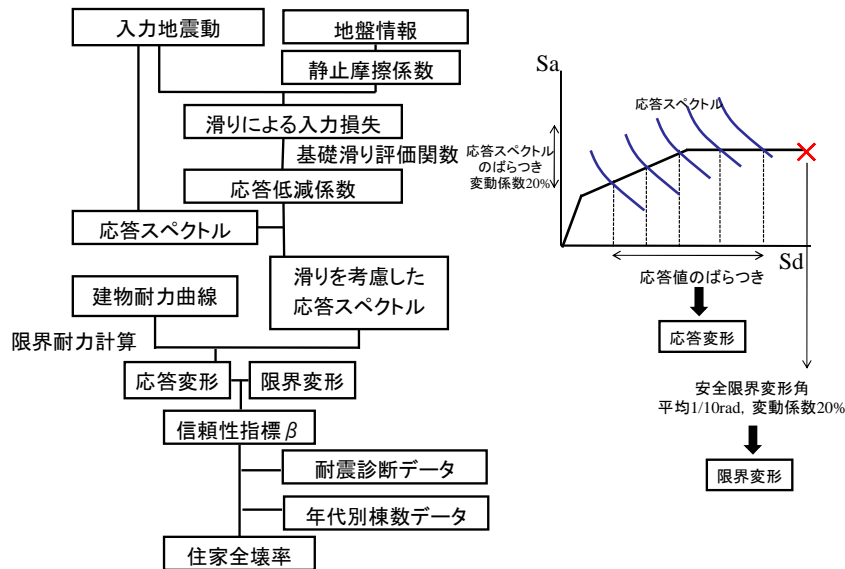 入力地震動
地盤情報
静止摩擦係数
滑りによる入力損失
基礎滑り評価関数
応答低減係数
応答スペクトル
滑りを考慮した
応答スペクトル
建物耐力曲線
限界耐力計算
応答変形
限界変形
信頼性指標β
耐震診断データ
年代別棟数データ
住家全壊率
Sa
応答スペクトル
応答スペクトル
のばらつき
変動係数20%
Sd
応答値のばらつき
応答変形
安全限界変形角
平均1/10rad, 変動係数20%
限界変形